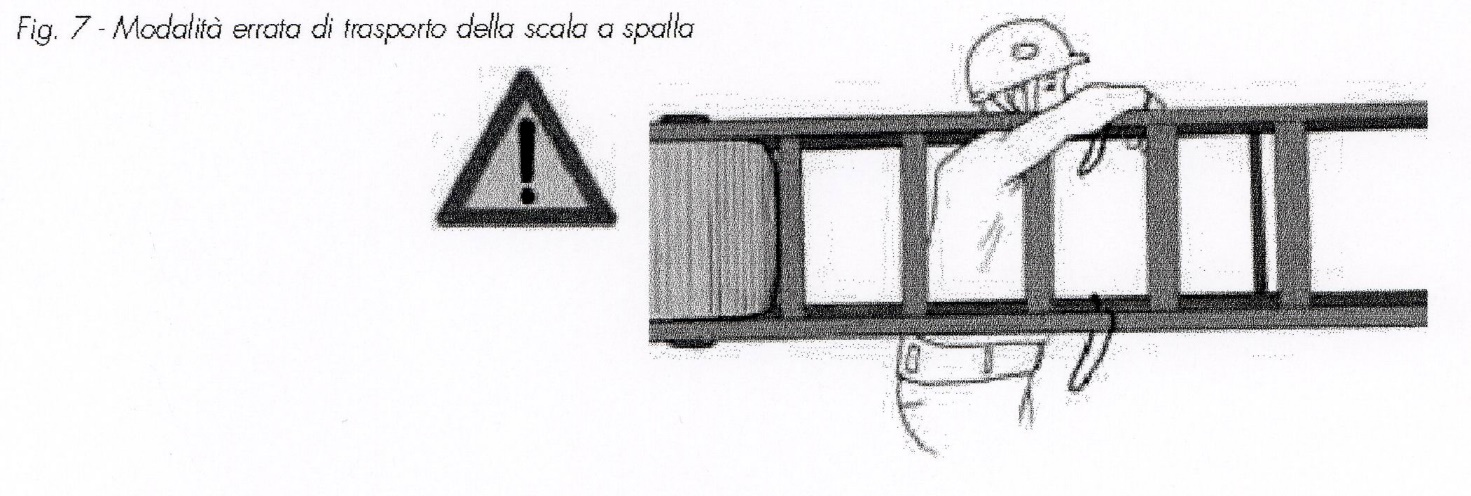 Fig. 7 - Modalità errata di trasporto della scala a spalla